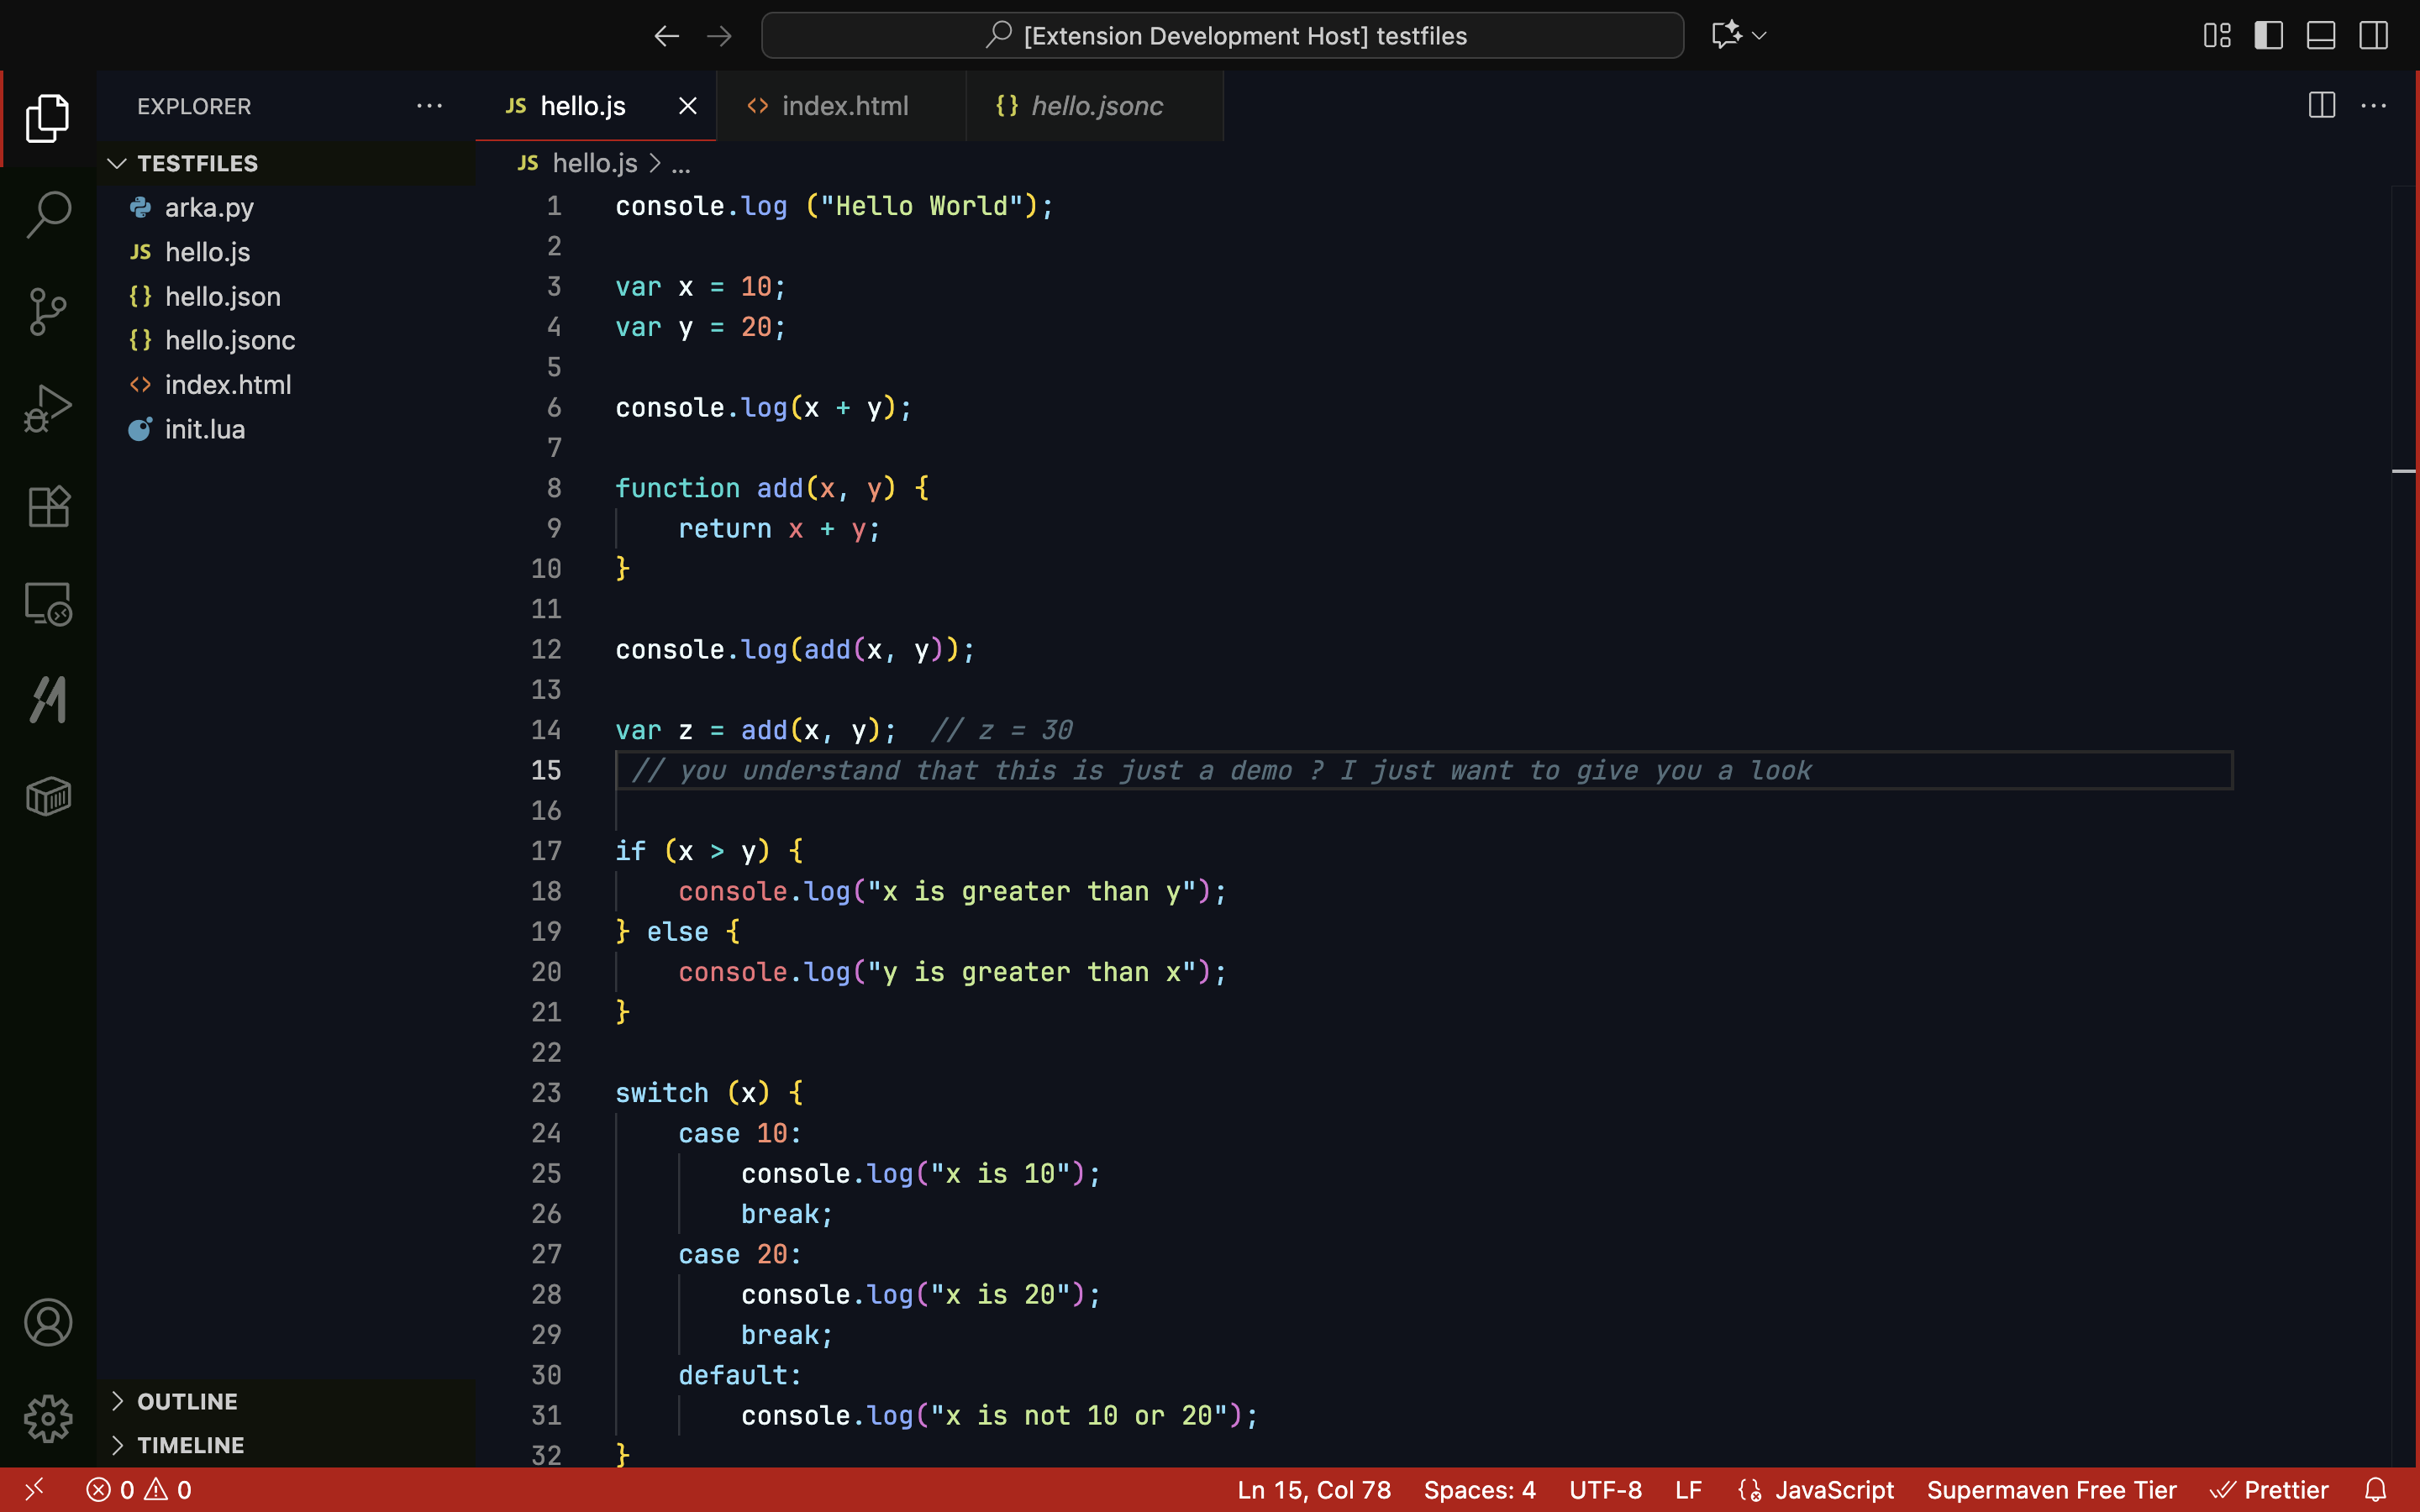 [Extension Development Host] testfiles
EXPLORER
TESTFILES
arka.py
JS hello.js
{} hello.json
{} hello.jsonc
<> index.html
init.lua
OUTLINE
TIMELINE
JS hello.js
<> index.html
{} hello.jsonc
JS hello.js > ...
1 console.log ("Hello World");
2
3 var x = 10;
4 var y = 20;
5
6 console.log(x + y);
7
8 function add(x, y) {
9     return x + y;
10 }
11
12 console.log(add(x, y));
13
14 var z = add(x, y);  // z = 30
15  // you understand that this is just a demo ? I just want to give you a look
16
17 if (x > y) {
18     console.log("x is greater than y");
19 } else {
20     console.log("y is greater than x");
21 }
22
23 switch (x) {
24     case 10:
25         console.log("x is 10");
26         break;
27     case 20:
28         console.log("x is 20");
29         break;
30     default:
31         console.log("x is not 10 or 20");
32 }
0 0 Ln 15, Col 78 Spaces: 4 UTF-8 LF JavaScript Supermaven Free Tier Prettier